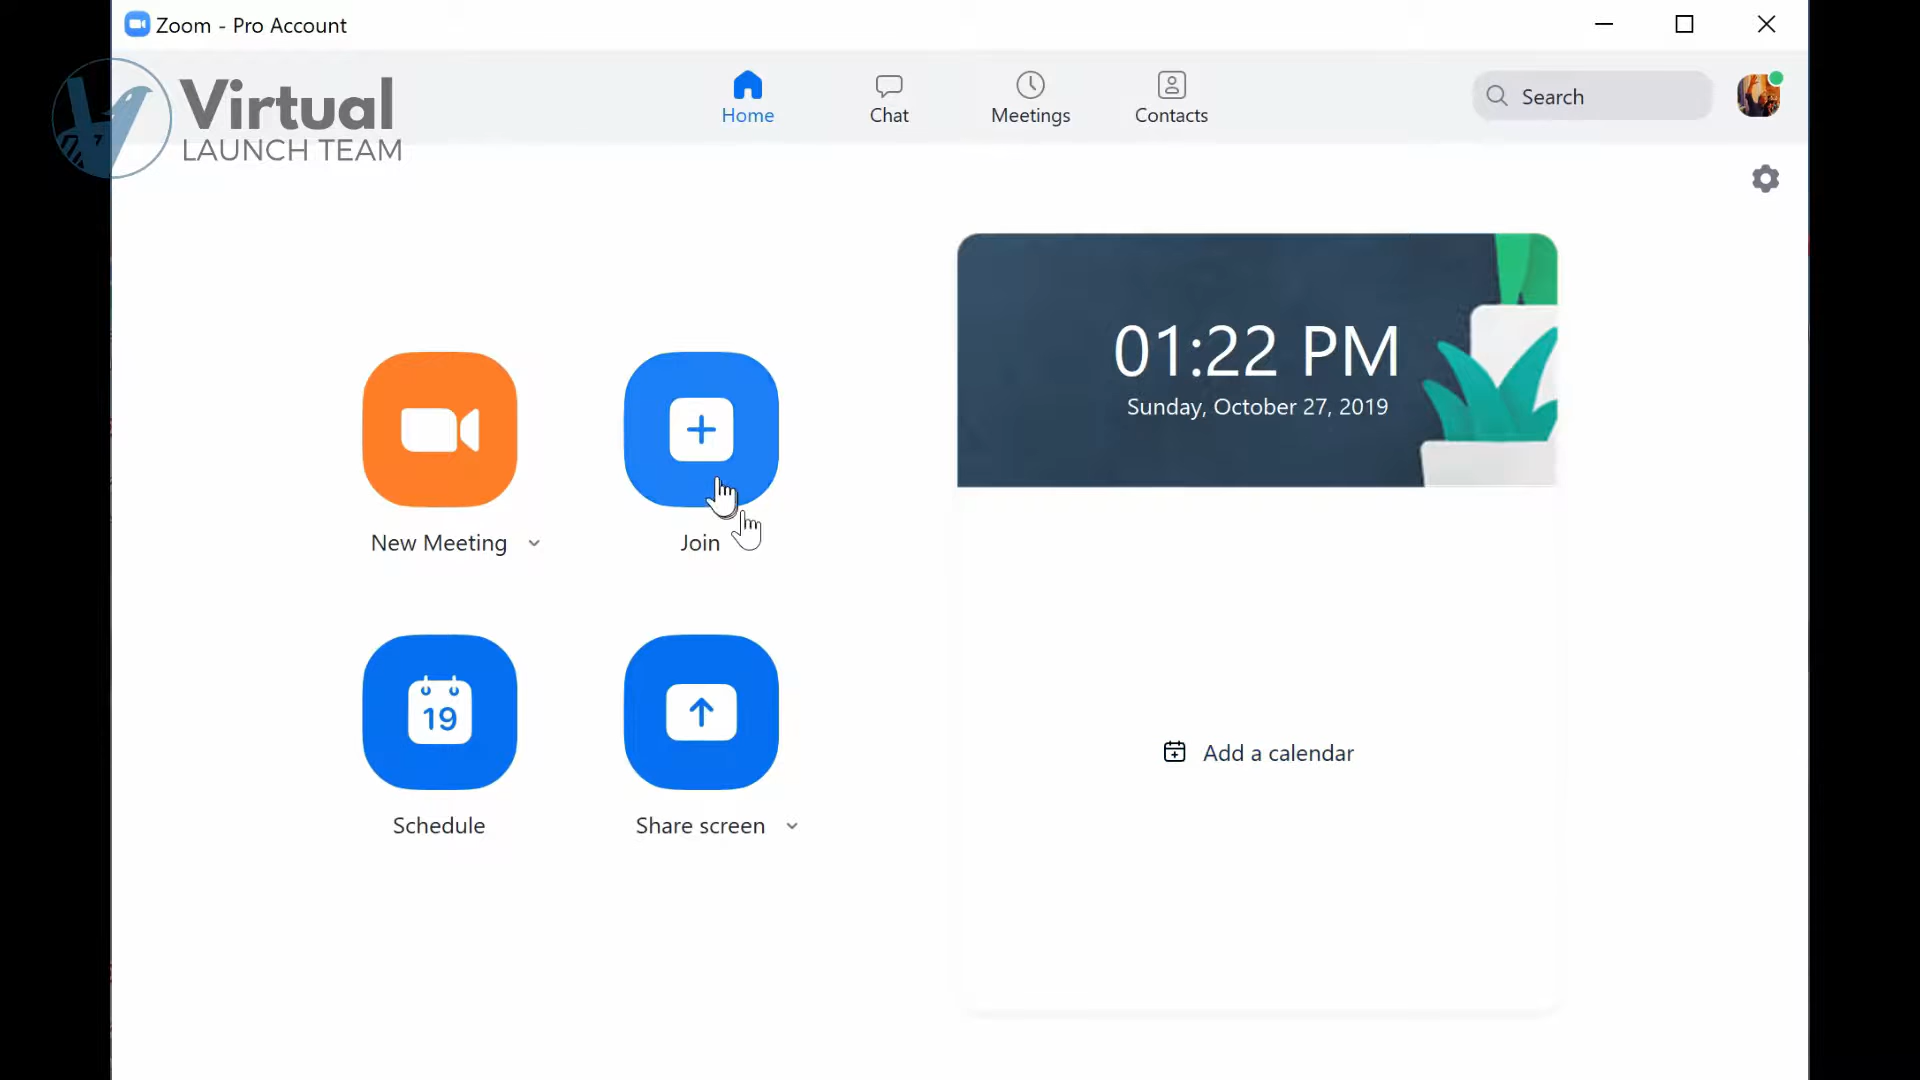 Zoom - Pro Account
Virtual
LAUNCH TEAM
Home
Chat
Meetings
Contacts
Search
01:22 PM
Sunday, October 27, 2019
New Meeting
Join
19
Schedule
Share screen
Add a calendar